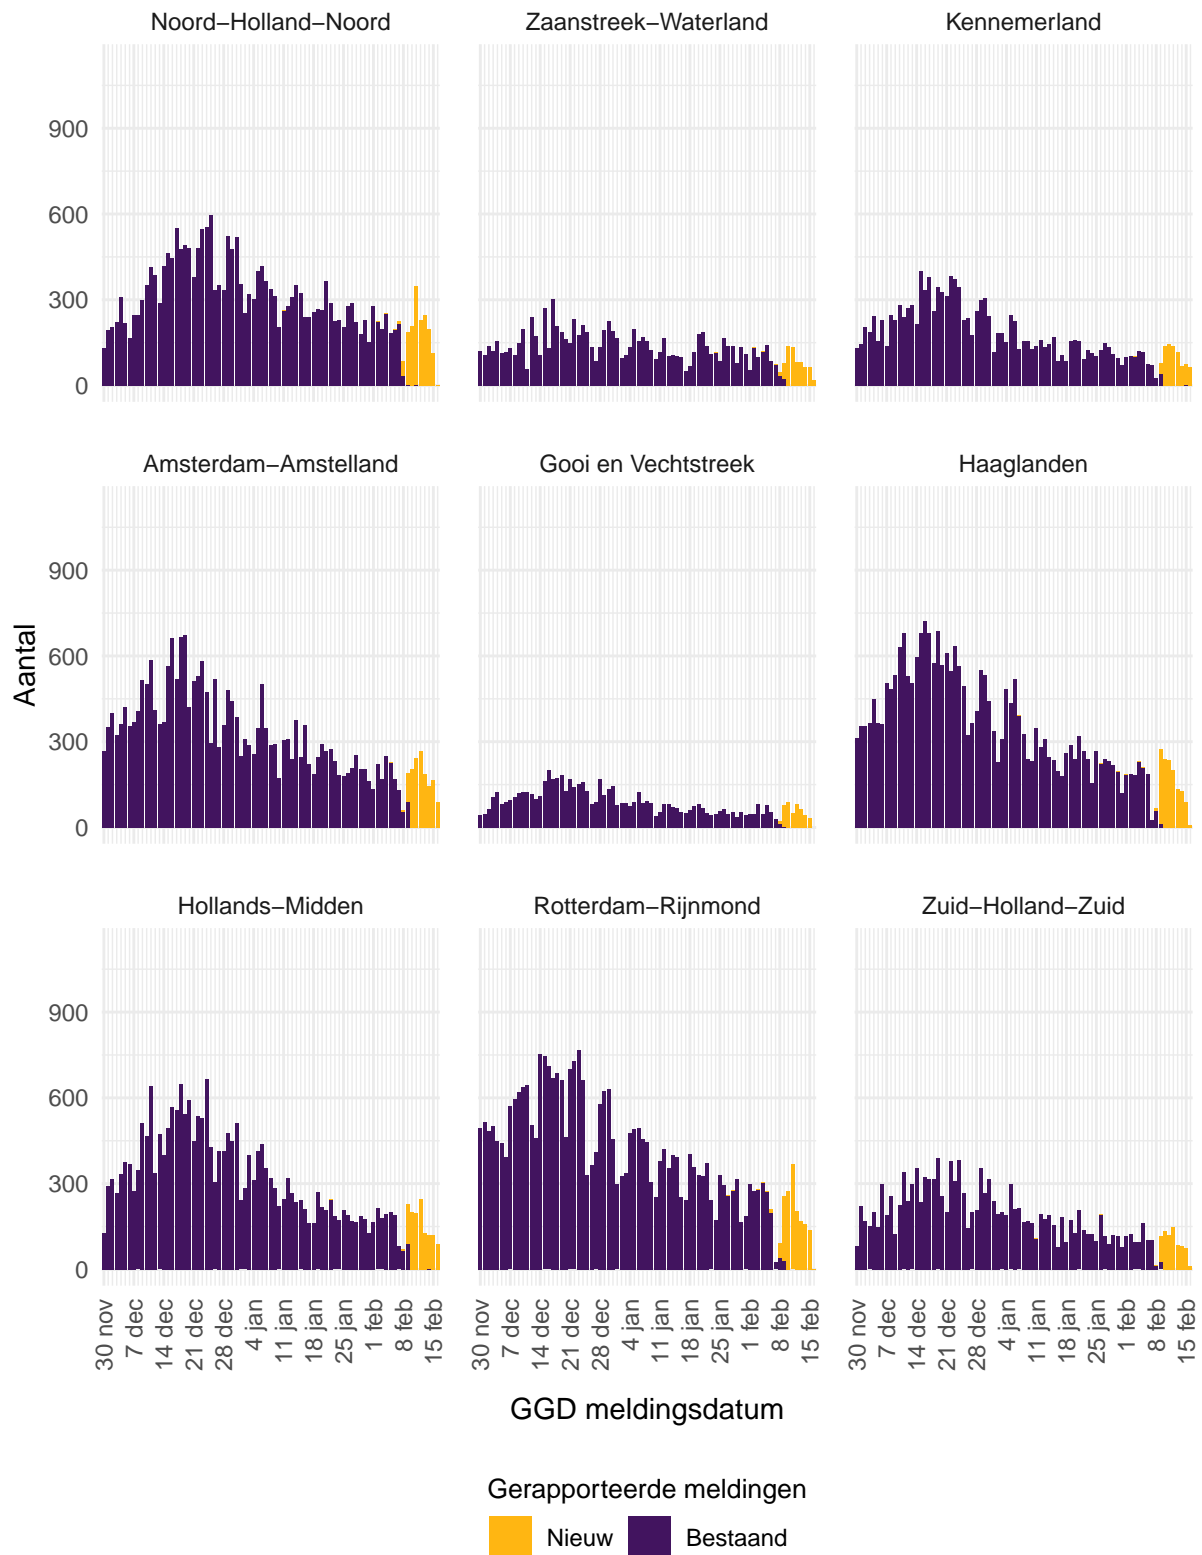 Noord−Holland−Noord
Zaanstreek−Waterland
Kennemerland
900
600
300
0
Amsterdam−Amstelland
Gooi en Vechtstreek
Haaglanden
900
600
300
0
Aantal
Hollands−Midden
Rotterdam−Rijnmond
Zuid−Holland−Zuid
900
600
300
0
30 nov
7 dec
14 dec
21 dec
28 dec
4 jan
11 jan
18 jan
25 jan
1 feb
8 feb
15 feb
30 nov
7 dec
14 dec
21 dec
28 dec
4 jan
11 jan
18 jan
25 jan
1 feb
8 feb
15 feb
30 nov
7 dec
14 dec
21 dec
28 dec
4 jan
11 jan
18 jan
25 jan
1 feb
8 feb
15 feb
GGD meldingsdatum
Gerapporteerde meldingen
Nieuw
Bestaand